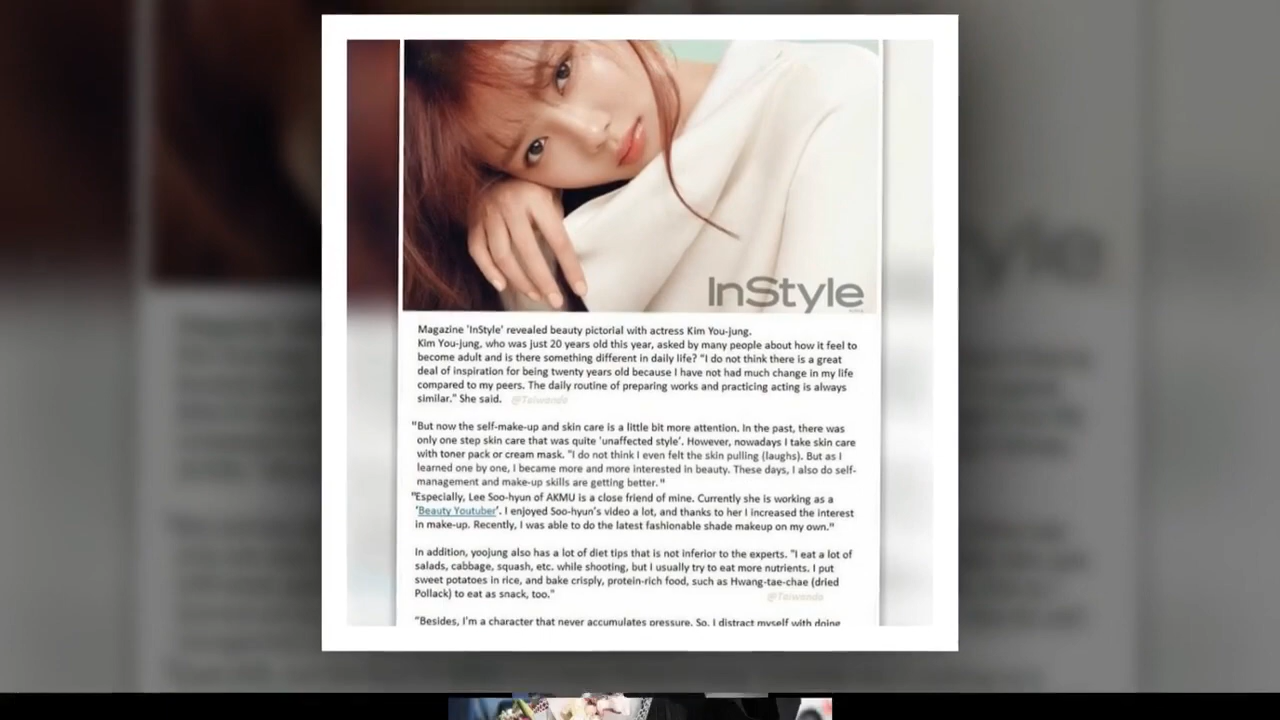 InStyle
Magazine 'InStyle' revealed beauty pictorial with actress Kim You-jung.
Kim You-jung, who was just 20 years old this year, asked by many people about how it feel to
become adult and is there something different in daily life? "I do not think there is a great
deal of inspiration for being twenty years old because I have not had much change in my life
compared to my peers. The daily routine of preparing works and practicing acting is always
similar." She said. @Taiwanda
"But now the self-make-up and skin care is a little bit more attention. In the past, there was
only one step skin care that was quite 'unaffected style'. However, nowadays I take skin care
with toner pack or cream mask. "I do not think I even felt the skin pulling (laughs). But as I
learned one by one, I became more and more interested in beauty. These days, I also do self-
management and make-up skills are getting better."
"Especially, Lee Soo-hyun of AKMU is a close friend of mine. Currently she is working as a
'Beauty Youtuber'. I enjoyed Soo-hyun's video a lot, and thanks to her I increased the interest
in make-up. Recently, I was able to do the latest fashionable shade makeup on my own."
In addition, yoojung also has a lot of diet tips that is not inferior to the experts. "I eat a lot of
salads, cabbage, squash, etc. while shooting, but I usually try to eat more nutrients. I put
sweet potatoes in rice, and bake crisply, protein-rich food, such as Hwang-tae-chae (dried
Pollack) to eat as snack, too."
@Taiwanda
"Besides, I'm a character that never accumulates pressure. So, I distract myself with doing